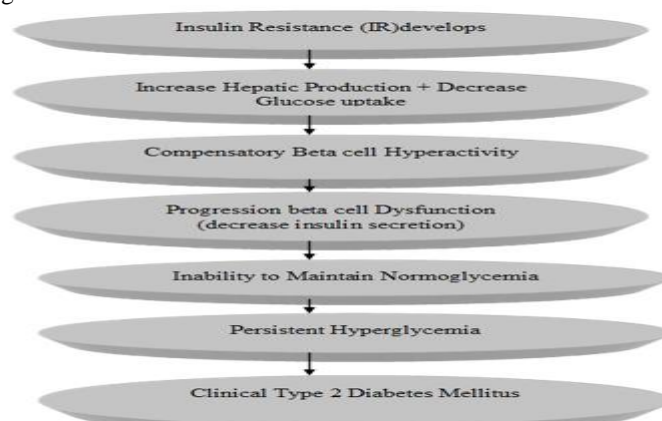 Insulin Resistance (IR)develops
Increase Hepatic Production + Decrease
Glucose uptake
Compensatory Beta cell Hyperactivity
Progression beta cell Dysfunction
(decrease insulin secretion)
Inability to Maintain Normoglycemia
Persistent Hyperglycemia
Clinical Type 2 Diabetes Mellitus